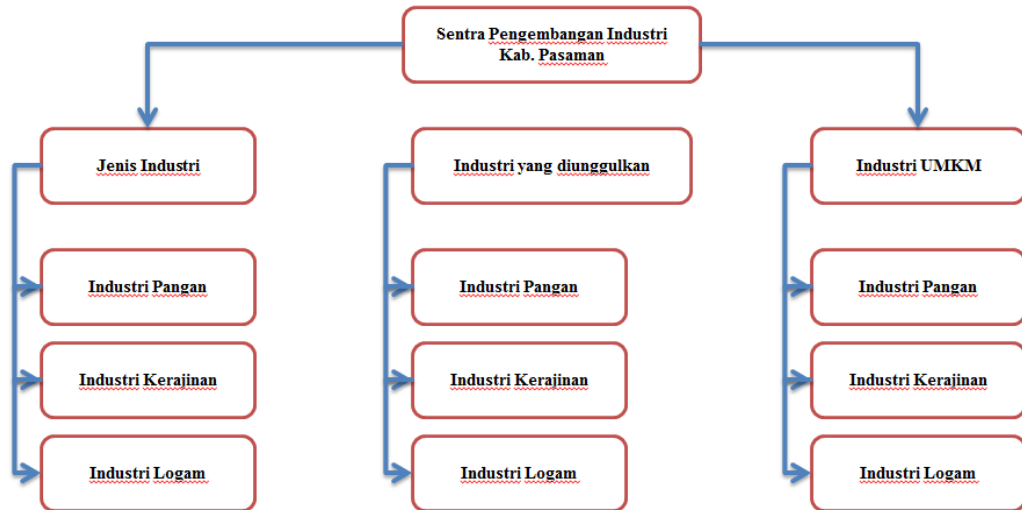 Sentra Pengembangan Industri
Kab. Pasaman
Jenis Industri
Industri yang diunggulkan
Industri UMKM
Industri Pangan
Industri Pangan
Industri Pangan
Industri Kerajinan
Industri Kerajinan
Industri Kerajinan
Industri Logam
Industri Logam
Industri Logam